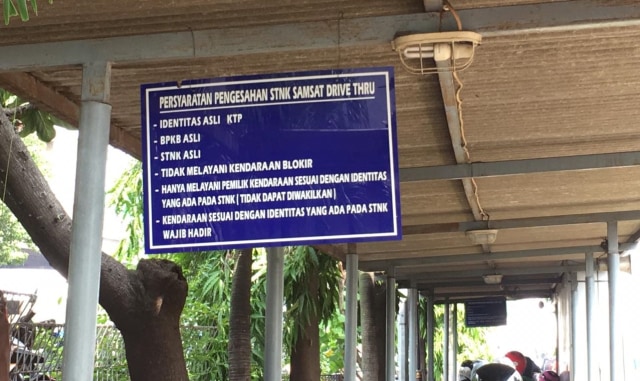 PERSYARATAN PENGESAHAN STNK SAMSAT DRIVE THRU
- IDENTITAS ASLI KTP
- BPKB ASLI
- STNK ASLI
- TIDAK MELAYANI KENDARAAN BLOKIR
- HANYA MELAYANI PEMILIK KENDARAAN SESUAI DENGAN IDENTITAS
YANG ADA PADA STNK ( TIDAK DAPAT DIWAKILKAN )
- KENDARAAN SESUAI DENGAN IDENTITAS YANG ADA PADA STNK
WAJIB HADIR